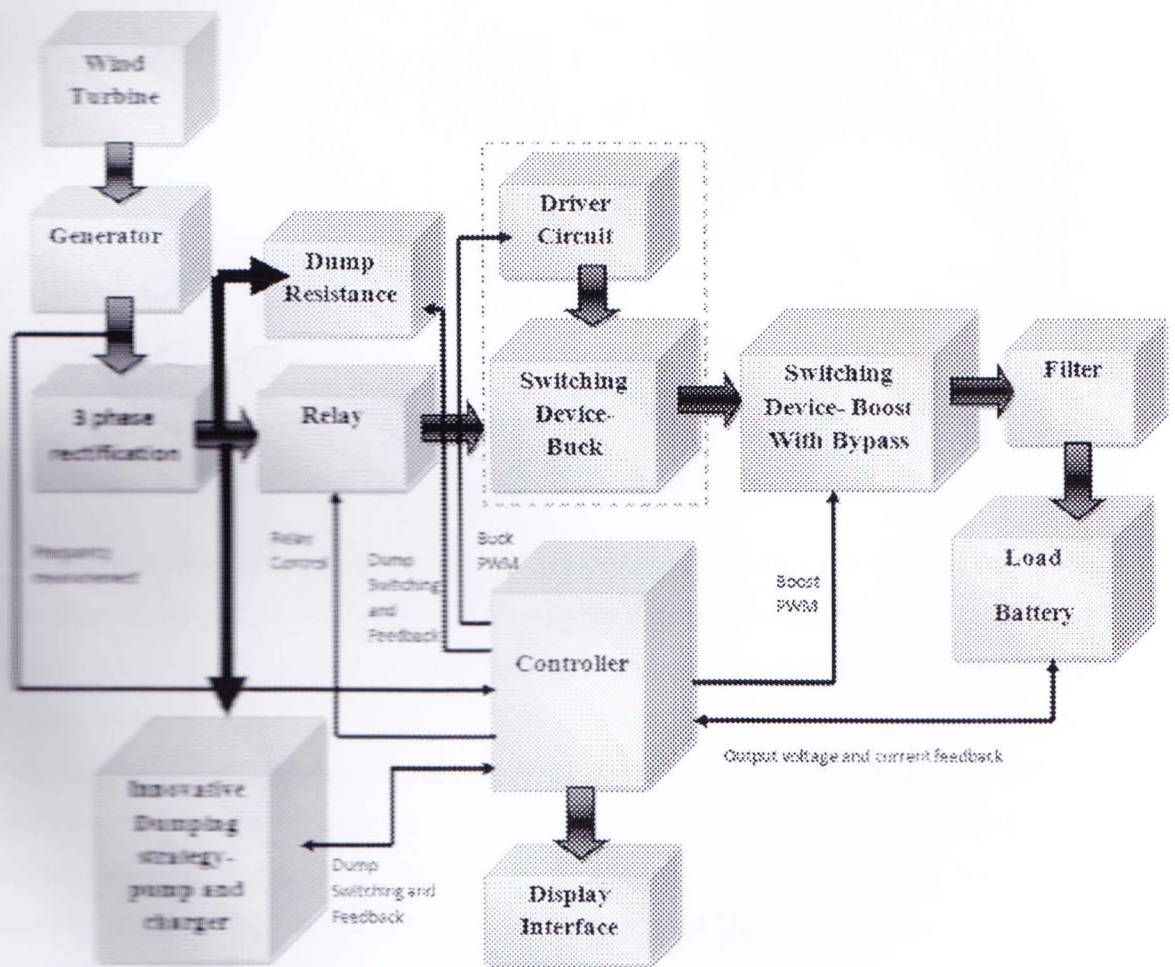 Wind
Turbine
Generator
Dump
Resistance
Driver
Circuit
3 phase
rectification
Relay
Switching
Device-
Buck
Switching
Device- Boost
With Bypass
Filter
Frequency
measurement
Relay
Control
Dump
Switching
and
Feedback
Buck
PWM
Boost
PWM
Load
Battery
Controller
Output voltage and current feedback
Innovative
Dumping
strategy-
pump and
charger
Dump
Switching and
Feedback
Display
Interface